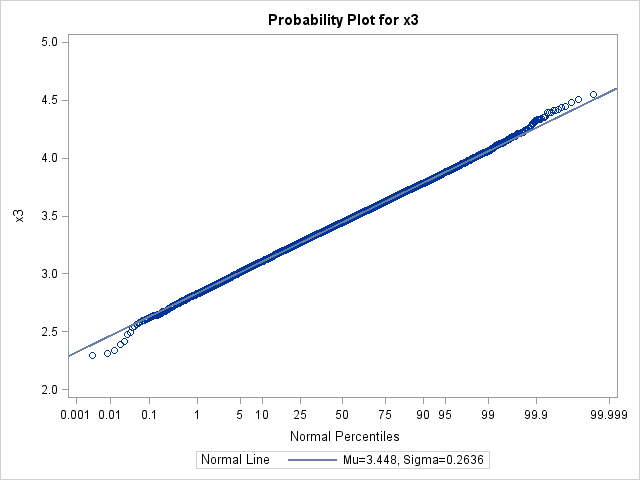 Probability Plot for x3
5.0
4.5
4.0
3.5
3.0
2.5
2.0
x3
0.001 0.01 0.1 1 5 10 25 50 75 90 95 99 99.9 99.999
Normal Percentiles
Normal Line Mu=3.448, Sigma=0.2636